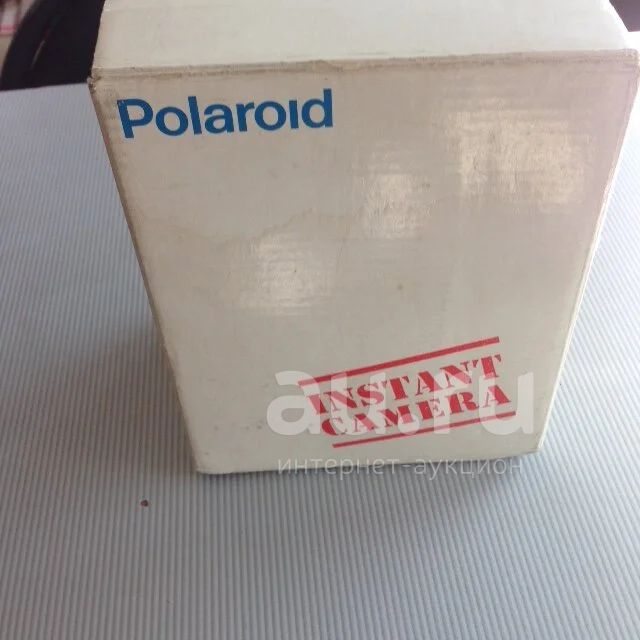 Polaroid
INSTANT
CAMERA
au.ru
интернет-аукцион